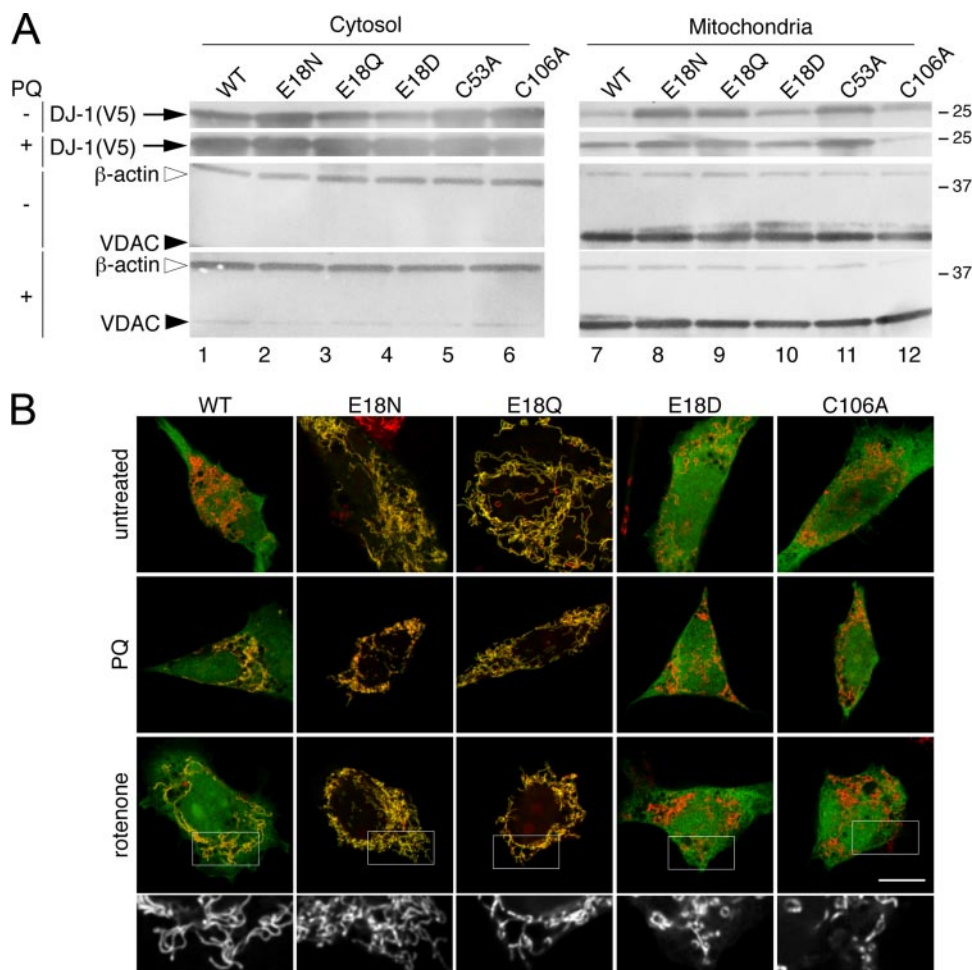 A
Cytosol Mitochondria
WT E18N E18Q E18D C53A C106A WT E18N E18Q E18D C53A C106A
PQ
- DJ-1(V5) - 25
+ DJ-1(V5) - 25
β-actin
- 37
-
VDAC
β-actin
- 37
+
VDAC
1 2 3 4 5 6 7 8 9 10 11 12
B
WT E18N E18Q E18D C106A
untreated
PQ
rotenone